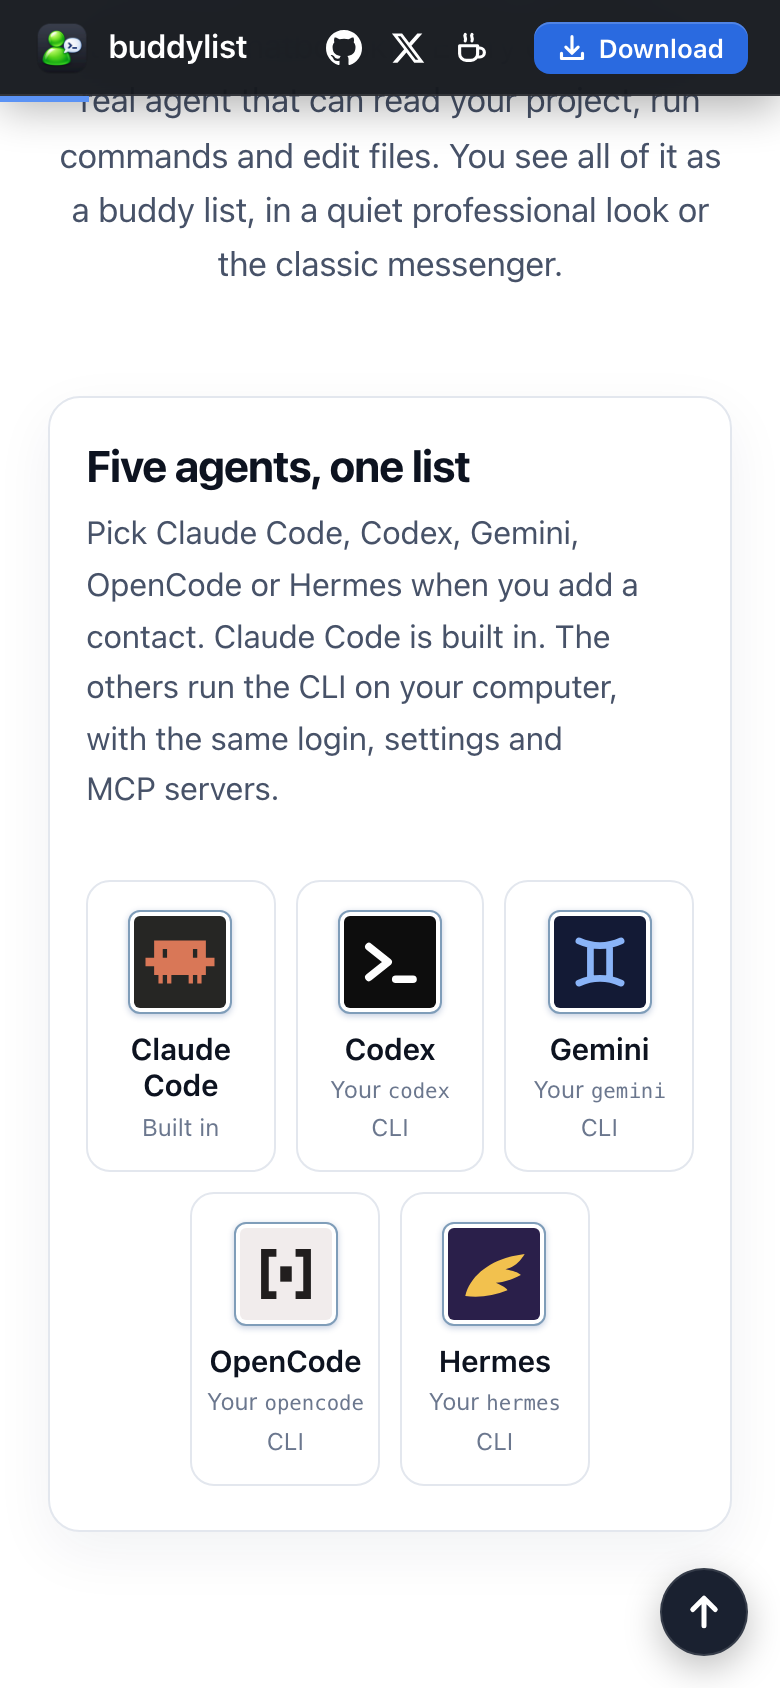 buddylist
Download
real agent that can read your project, run
commands and edit files. You see all of it as
a buddy list, in a quiet professional look or
the classic messenger.
Five agents, one list
Pick Claude Code, Codex, Gemini,
OpenCode or Hermes when you add a
contact. Claude Code is built in. The
others run the CLI on your computer,
with the same login, settings and
MCP servers.
Claude
Code
Built in
Codex
Your codex
CLI
Gemini
Your gemini
CLI
OpenCode
Your opencode
CLI
Hermes
Your hermes
CLI